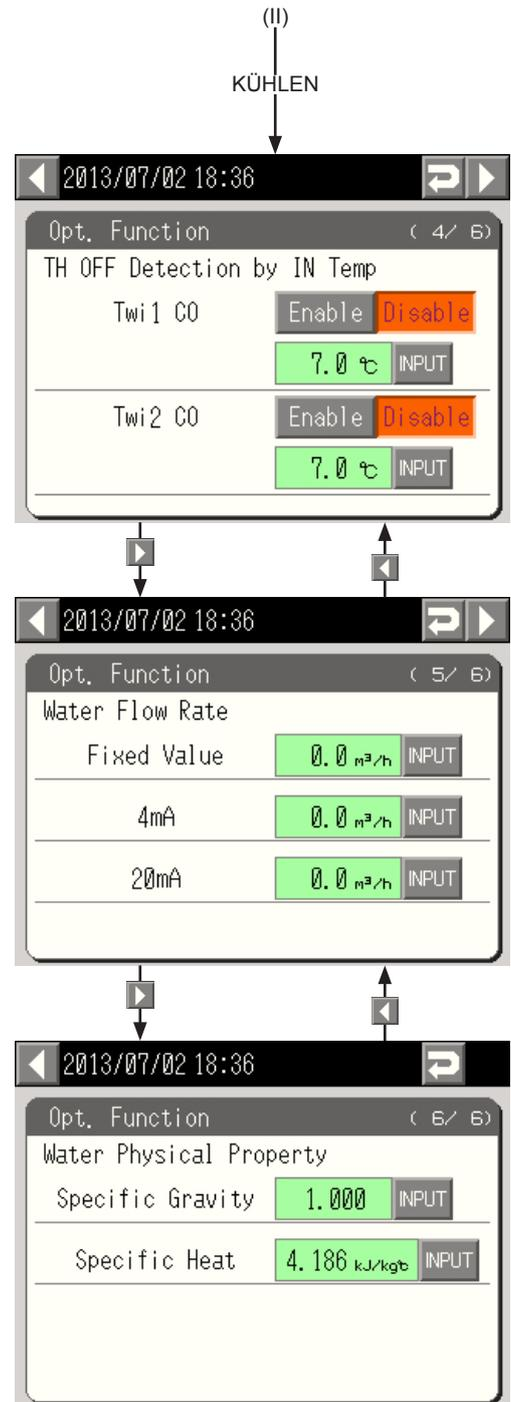 (II)
KÜHLEN
2013/07/02 18:36
Opt. Function ( 4/ 6)
TH OFF Detection by IN Temp
Twi1 CO Enable Disable
7.0 ℃ INPUT
Twi2 CO Enable Disable
7.0 ℃ INPUT
2013/07/02 18:36
Opt. Function ( 5/ 6)
Water Flow Rate
Fixed Value 0.0 m³/h INPUT
4mA 0.0 m³/h INPUT
20mA 0.0 m³/h INPUT
2013/07/02 18:36
Opt. Function ( 6/ 6)
Water Physical Property
Specific Gravity 1.000 INPUT
Specific Heat 4.186 kJ/kg℃ INPUT